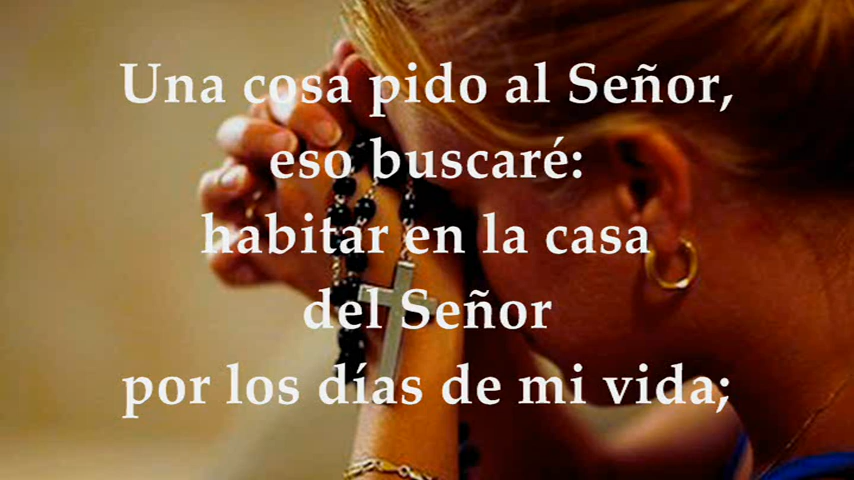 Una cosa pido al Señor,
eso buscaré:
habitar en la casa
del Señor
por los días de mi vida;